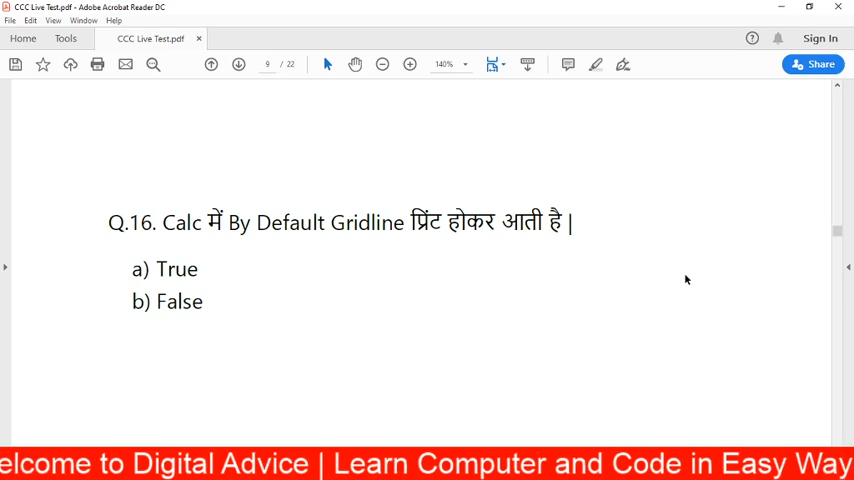 CCC Live Test.pdf - Adobe Acrobat Reader DC
File Edit View Window Help
Home Tools CCC Live Test.pdf × Sign In
9 / 22 140% Share
Q.16. Calc में By Default Gridline प्रिंट होकर आती है |
a) True
b) False
elcome to Digital Advice | Learn Computer and Code in Easy Way